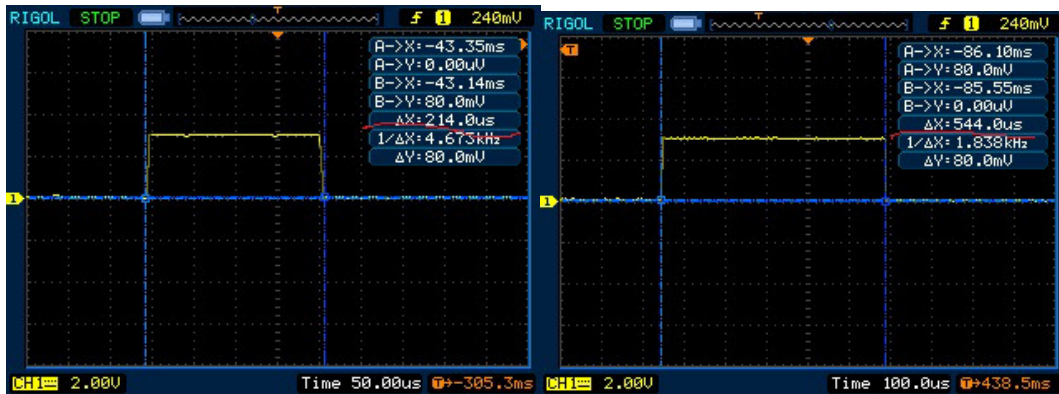 RIGOL STOP T f 1 240mV
A->X:-43.35ms
A->Y:0.00uV
B->X:-43.14ms
B->Y:80.0mV
ΔX:214.0us
1/ΔX:4.673kHz
ΔY:80.0mV
1
CH1 2.00V Time 50.00us T->-305.3ms
RIGOL STOP T f 1 240mV
T
A->X:-86.10ms
A->Y:80.0mV
B->X:-85.55ms
B->Y:0.00uV
ΔX:544.0us
1/ΔX:1.838kHz
ΔY:80.0mV
1
CH1 2.00V Time 100.0us T->438.5ms